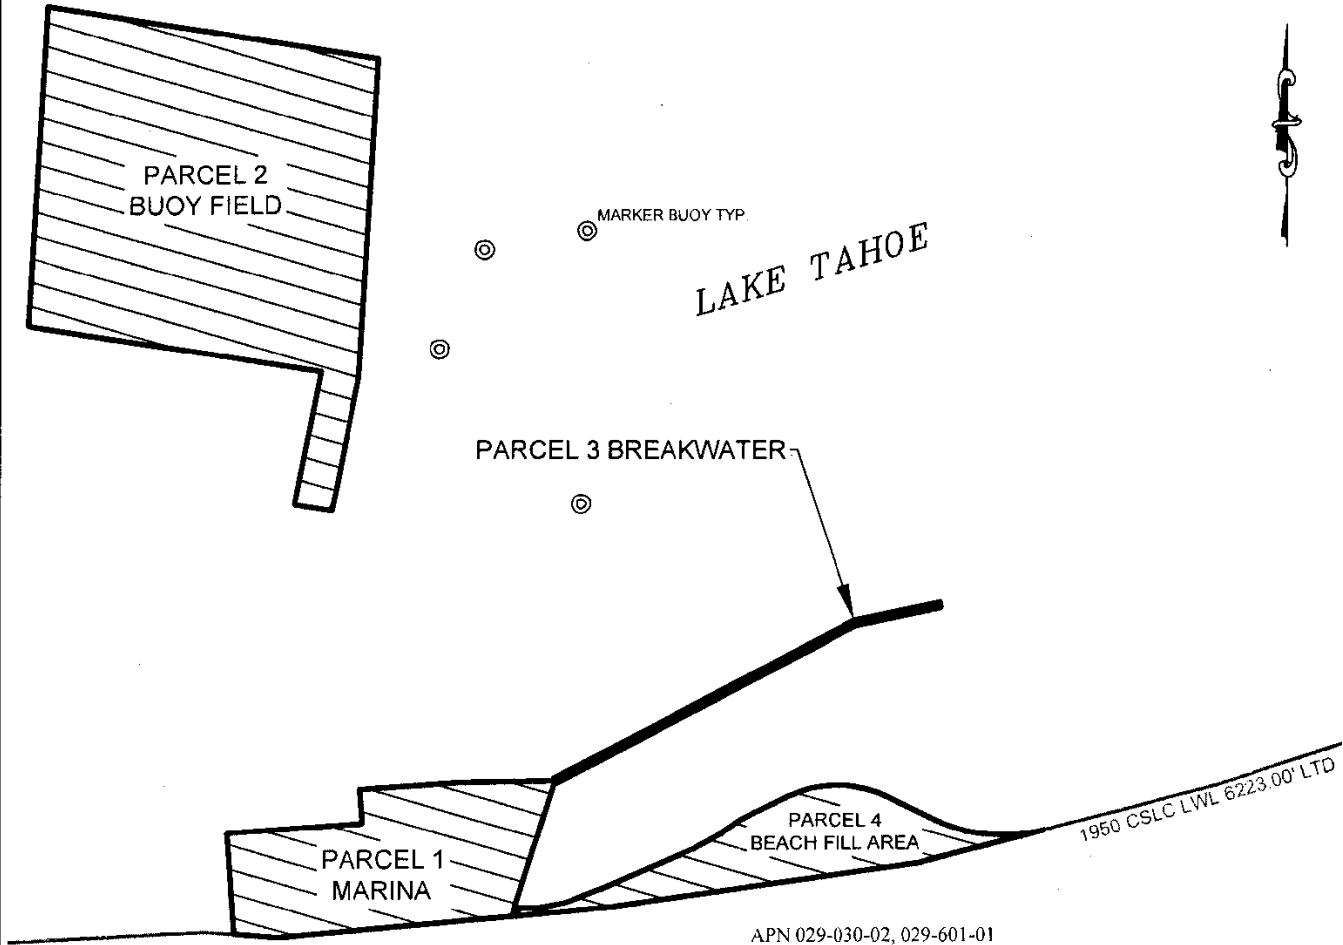 PARCEL 2
BUOY FIELD
MARKER BUOY TYP.
LAKE TAHOE
PARCEL 3 BREAKWATER
PARCEL 4
BEACH FILL AREA
1950 CSLC LWL 6223.00' LTD
PARCEL 1
MARINA
APN 029-030-02, 029-601-01